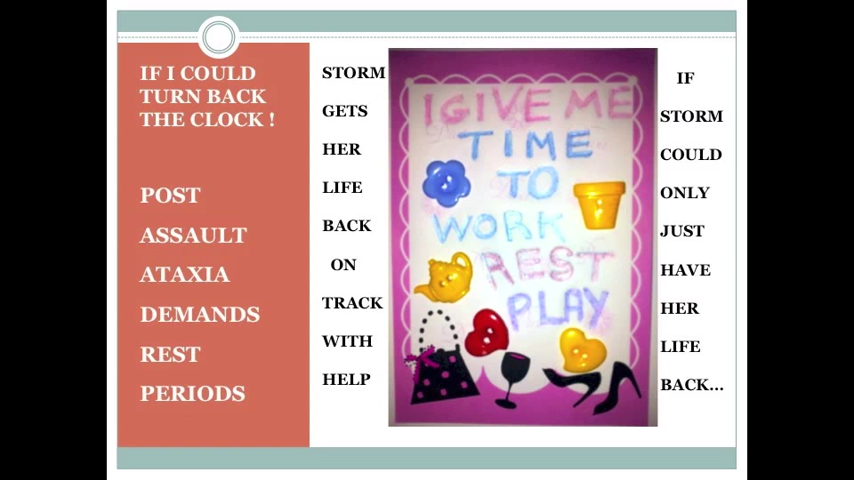 IF I COULD
TURN BACK
THE CLOCK !
POST
ASSAULT
ATAXIA
DEMANDS
REST
PERIODS
STORM
GETS
HER
LIFE
BACK
ON
TRACK
WITH
HELP
I GIVE ME
TIME
TO
WORK
REST
PLAY
IF
STORM
COULD
ONLY
JUST
HAVE
HER
LIFE
BACK...